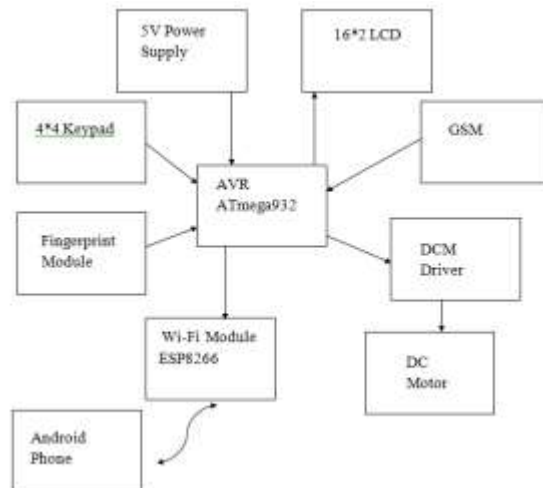 5V Power
Supply
16*2 LCD
4*4 Keypad
GSM
AVR
ATmega932
Fingerprint
Module
DCM
Driver
Wi-Fi Module
ESP8266
DC
Motor
Android
Phone